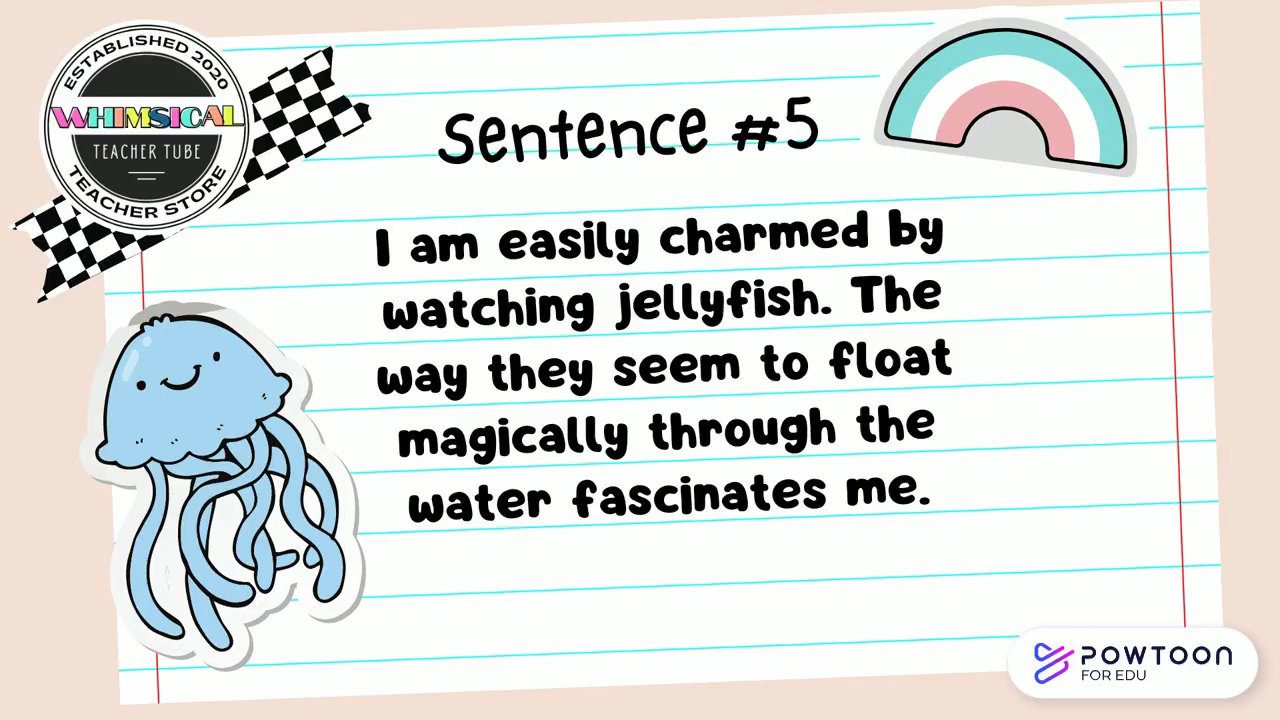 ESTABLISHED 2020
WHIMSICAL
TEACHER TUBE
TEACHER STORE
Sentence #5
I am easily charmed by
watching jellyfish. The
way they seem to float
magically through the
water fascinates me.
POWTOON
FOR EDU